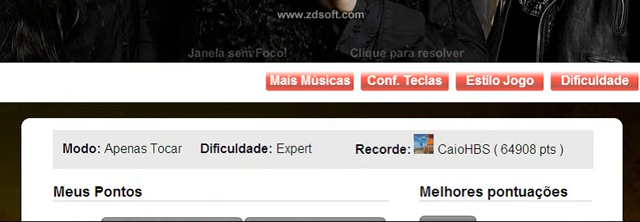 www.zdsoft.com
Janela sem Foco! Clique para resolver
Mais Músicas Conf. Teclas Estilo Jogo Dificuldade
Modo: Apenas Tocar Dificuldade: Expert Recorde: CaioHBS ( 64908 pts )
Meus Pontos Melhores pontuações